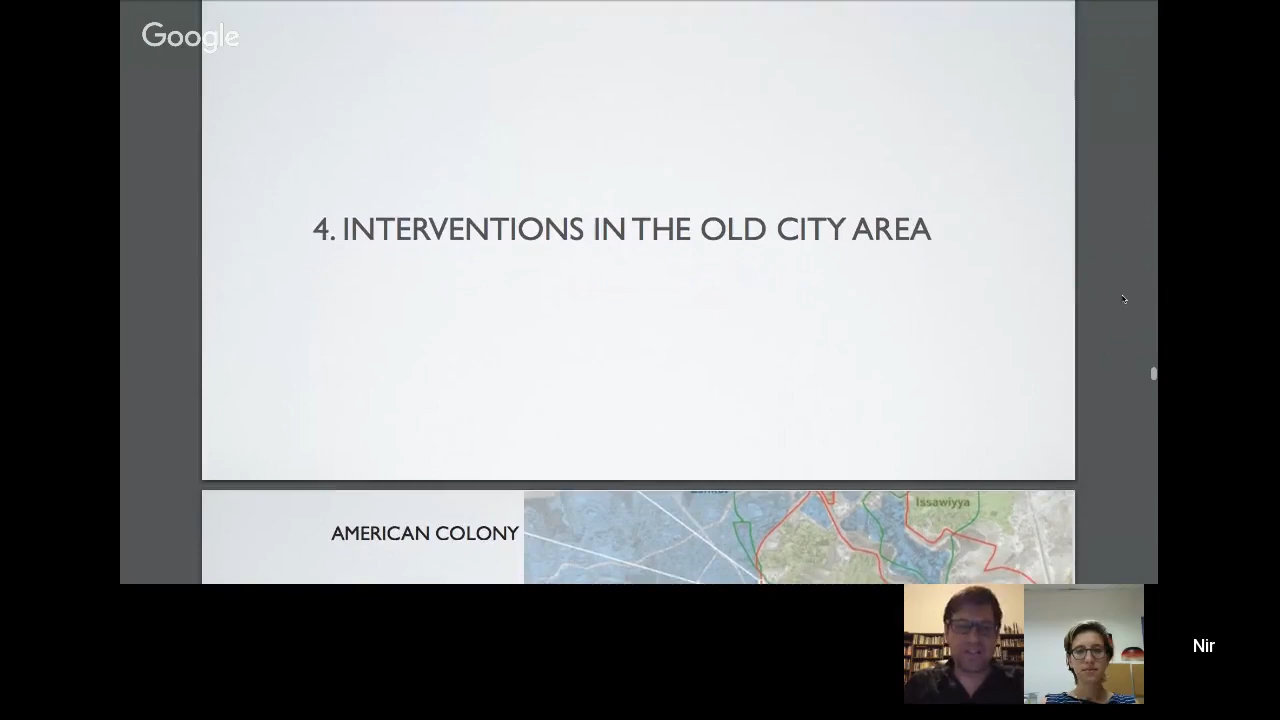 Google
4. INTERVENTIONS IN THE OLD CITY AREA
Issawiyya
AMERICAN COLONY
Nir